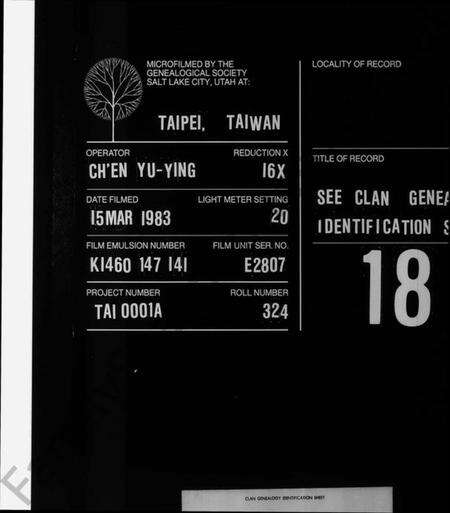 MICROFILMED BY THE
GENEALOGICAL SOCIETY
SALT LAKE CITY, UTAH AT:
TAIPEI, TAIWAN
OPERATOR REDUCTION X
CH'EN YU-YING 16X
DATE FILMED LIGHT METER SETTING
15MAR 1983 20
FILM EMULSION NUMBER FILM UNIT SER. NO.
K1460 147 141 E2807
PROJECT NUMBER ROLL NUMBER
TAI 0001A 324
LOCALITY OF RECORD
TITLE OF RECORD
SEE CLAN GENEA
IDENTIFICATION S
18
CLAN GENEALOGY IDENTIFICATION SHEET